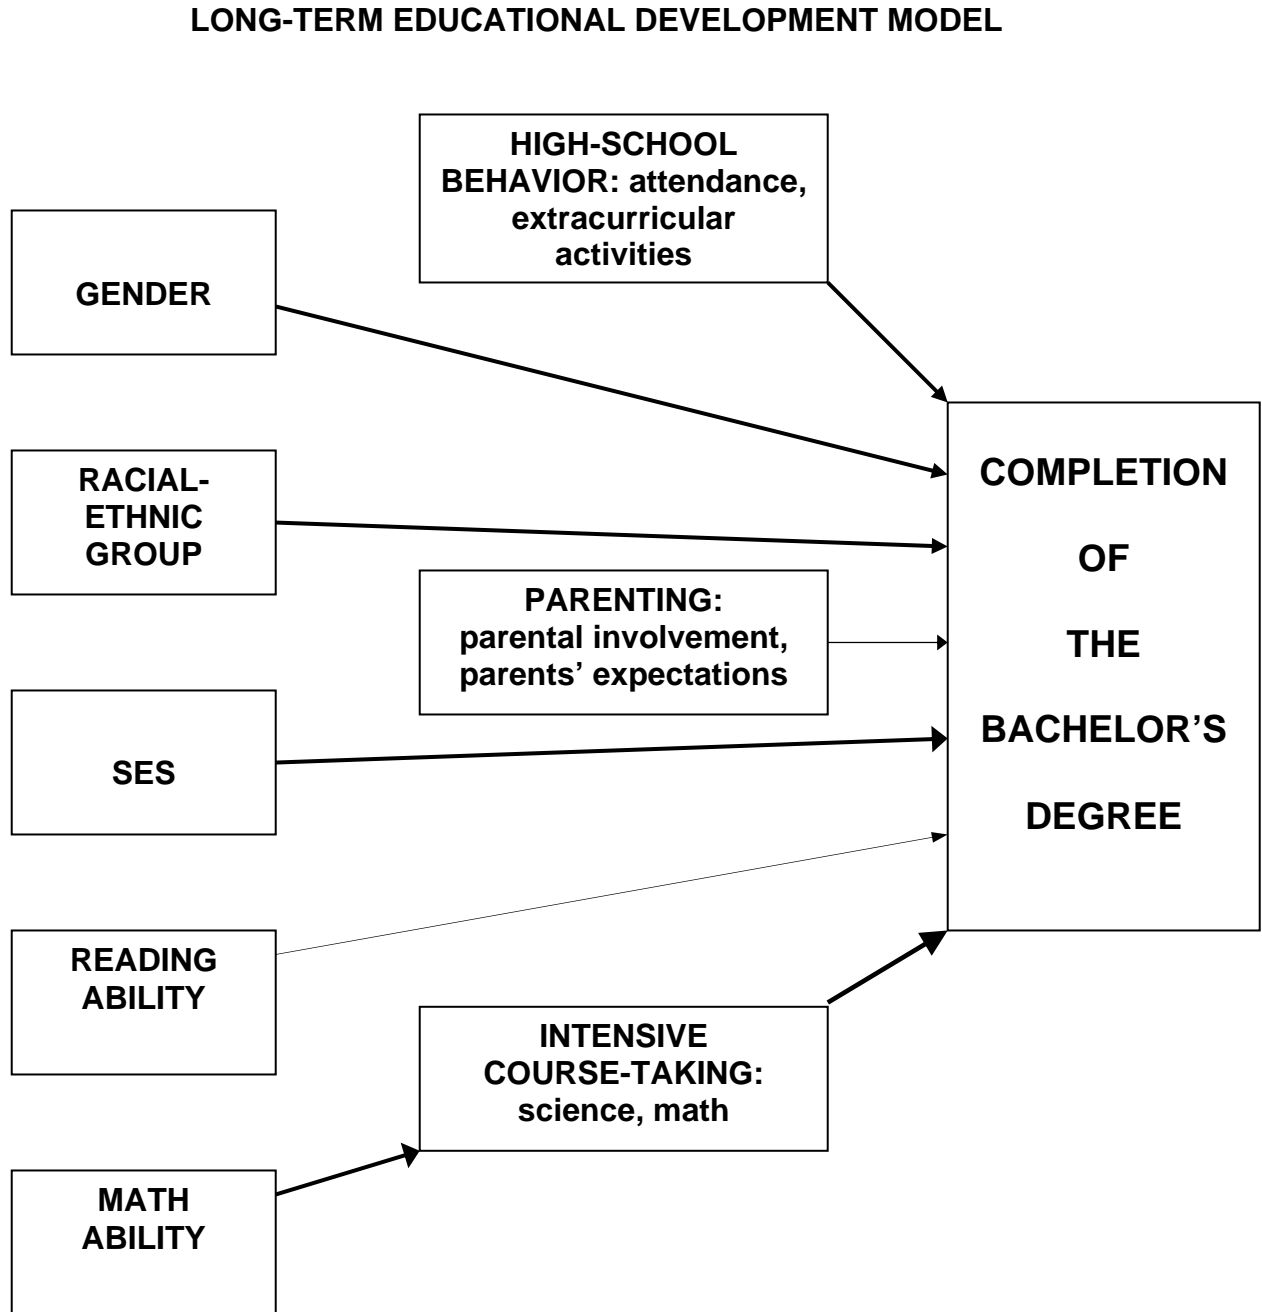 LONG-TERM EDUCATIONAL DEVELOPMENT MODEL
HIGH-SCHOOL
BEHAVIOR: attendance,
extracurricular
activities
GENDER
RACIAL-
ETHNIC
GROUP
PARENTING:
parental involvement,
parents’ expectations
SES
READING
ABILITY
INTENSIVE
COURSE-TAKING:
science, math
MATH
ABILITY
COMPLETION
OF
THE
BACHELOR’S
DEGREE